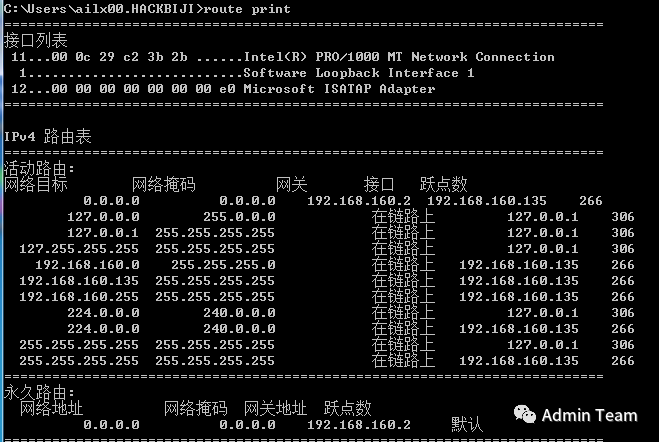 C:\Users\ailx00.HACKBIJI>route print
===========================================================================
接口列表
 11...00 0c 29 c2 3b 2b ......Intel(R) PRO/1000 MT Network Connection
  1...........................Software Loopback Interface 1
 12...00 00 00 00 00 00 00 e0 Microsoft ISATAP Adapter
===========================================================================
IPv4 路由表
===========================================================================
活动路由:
网络目标 网络掩码 网关 接口 跃点数
0.0.0.0 0.0.0.0 192.168.160.2 192.168.160.135 266
127.0.0.0 255.0.0.0 在链路上 127.0.0.1 306
127.0.0.1 255.255.255.255 在链路上 127.0.0.1 306
127.255.255.255 255.255.255.255 在链路上 127.0.0.1 306
192.168.160.0 255.255.255.0 在链路上 192.168.160.135 266
192.168.160.135 255.255.255.255 在链路上 192.168.160.135 266
192.168.160.255 255.255.255.255 在链路上 192.168.160.135 266
224.0.0.0 240.0.0.0 在链路上 127.0.0.1 306
224.0.0.0 240.0.0.0 在链路上 192.168.160.135 266
255.255.255.255 255.255.255.255 在链路上 127.0.0.1 306
255.255.255.255 255.255.255.255 在链路上 192.168.160.135 266
===========================================================================
永久路由:
网络地址 网络掩码 网关地址 跃点数
0.0.0.0 0.0.0.0 192.168.160.2 默认
===========================================================================
Admin Team